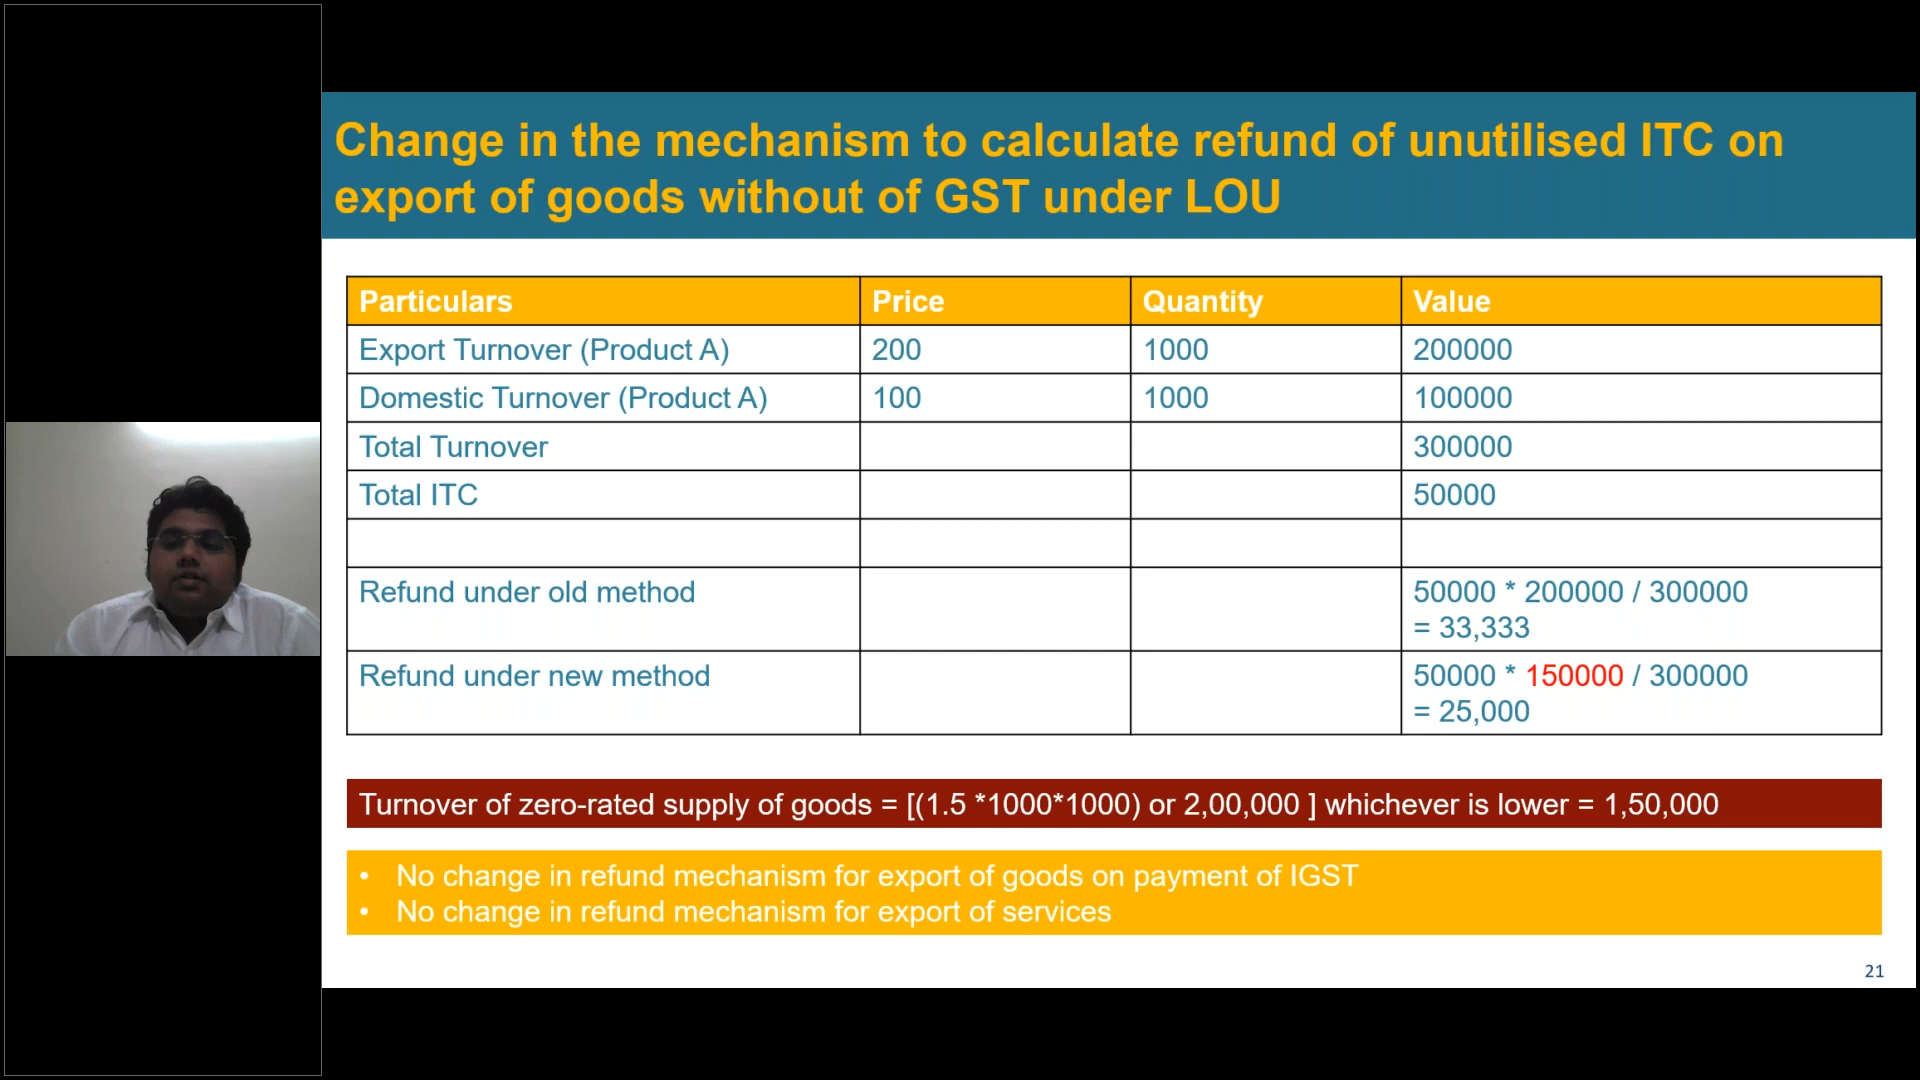 Change in the mechanism to calculate refund of unutilised ITC on
export of goods without of GST under LOU
Particulars Price Quantity Value
Export Turnover (Product A) 200 1000 200000
Domestic Turnover (Product A) 100 1000 100000
Total Turnover 300000
Total ITC 50000
Refund under old method 50000 * 200000 / 300000
= 33,333
Refund under new method 50000 * 150000 / 300000
= 25,000
Turnover of zero-rated supply of goods = [(1.5 *1000*1000) or 2,00,000 ] whichever is lower = 1,50,000
• No change in refund mechanism for export of goods on payment of IGST
• No change in refund mechanism for export of services
21